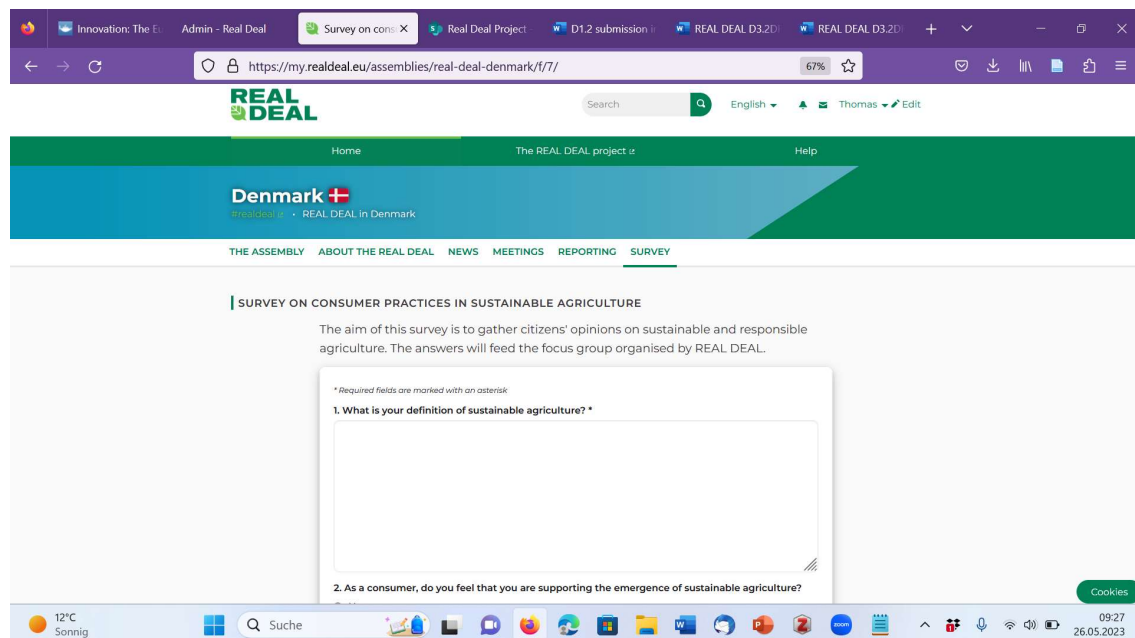 Innovation: The E
Admin - Real Deal
Survey on cons
Real Deal Project
D1.2 submission i
REAL DEAL D3.2D
REAL DEAL D3.2D
https://my.realdeal.eu/assemblies/real-deal-denmark/f/7/
67%
REAL
DEAL
Search
English
Thomas
Edit
Home
The REAL DEAL project
Help
Denmark
#realdeal • REAL DEAL in Denmark
THE ASSEMBLY ABOUT THE REAL DEAL NEWS MEETINGS REPORTING SURVEY
SURVEY ON CONSUMER PRACTICES IN SUSTAINABLE AGRICULTURE
The aim of this survey is to gather citizens' opinions on sustainable and responsible
agriculture. The answers will feed the focus group organised by REAL DEAL.
* Required fields are marked with an asterisk
1. What is your definition of sustainable agriculture? *
2. As a consumer, do you feel that you are supporting the emergence of sustainable agriculture?
Cookies
12°C
Sonnig
Suche
zoom
09:27
26.05.2023